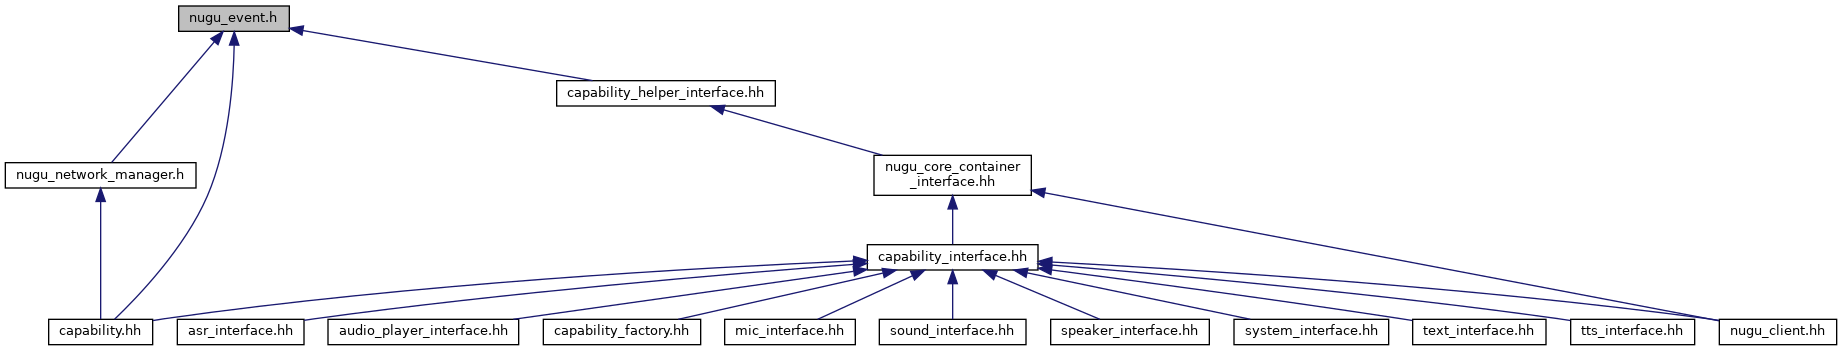 nugu_event.h
capability_helper_interface.hh
nugu_network_manager.h
nugu_core_container
_interface.hh
capability_interface.hh
capability.hh
asr_interface.hh
audio_player_interface.hh
capability_factory.hh
mic_interface.hh
sound_interface.hh
speaker_interface.hh
system_interface.hh
text_interface.hh
tts_interface.hh
nugu_client.hh